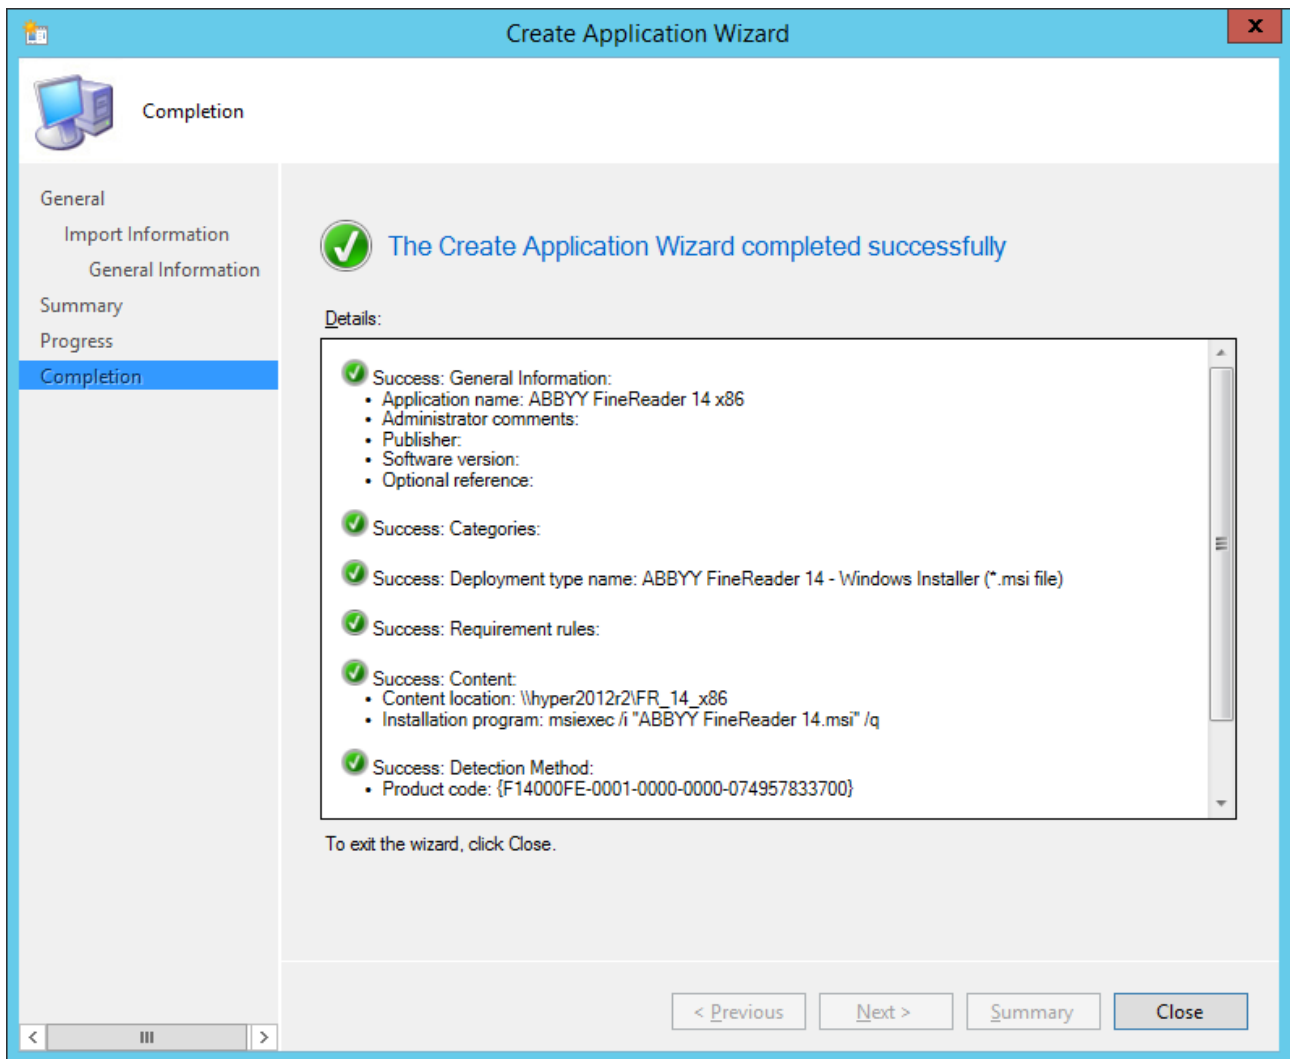 Create Application Wizard
X
Completion
General
Import Information
General Information
Summary
Progress
Completion
The Create Application Wizard completed successfully
Details:
Success: General Information:
• Application name: ABBYY FineReader 14 x86
• Administrator comments:
• Publisher:
• Software version:
• Optional reference:
Success: Categories:
Success: Deployment type name: ABBYY FineReader 14 - Windows Installer (*.msi file)
Success: Requirement rules:
Success: Content:
• Content location: \\hyper2012r2\FR_14_x86
• Installation program: msiexec /i "ABBYY FineReader 14.msi" /q
Success: Detection Method:
• Product code: {F14000FE-0001-0000-0000-074957833700}
To exit the wizard, click Close.
< Previous
Next >
Summary
Close